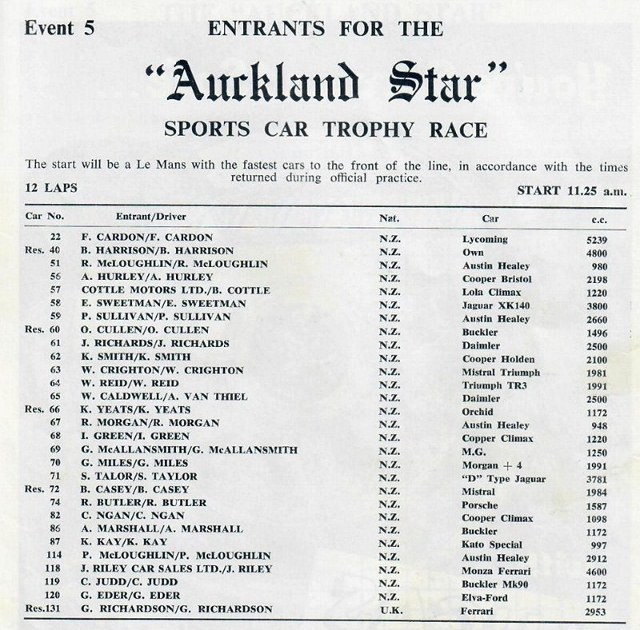 Event 5 ENTRANTS FOR THE
"Auckland Star"
SPORTS CAR TROPHY RACE
The start will be a Le Mans with the fastest cars to the front of the line, in accordance with the times
returned during official practice.
12 LAPS START 11.25 a.m.
Car No. Entrant/Driver Nat. Car c.c.
22 F. CARDON/F. CARDON N.Z. Lycoming 5239
Res. 40 B. HARRISON/B. HARRISON N.Z. Own 4800
51 R. McLOUGHLIN/R. McLOUGHLIN N.Z. Austin Healey 980
56 A. HURLEY/A. HURLEY N.Z. Cooper Bristol 2198
57 COTTLE MOTORS LTD./B. COTTLE N.Z. Lola Climax 1220
58 E. SWEETMAN/E. SWEETMAN N.Z. Jaguar XK140 3800
59 P. SULLIVAN/P. SULLIVAN N.Z. Austin Healey 2660
Res. 60 O. CULLEN/O. CULLEN N.Z. Buckler 1496
61 J. RICHARDS/J. RICHARDS N.Z. Daimler 2500
62 K. SMITH/K. SMITH N.Z. Cooper Holden 2100
63 W. CRIGHTON/W. CRIGHTON N.Z. Mistral Triumph 1981
64 W. REID/W. REID N.Z. Triumph TR3 1991
65 W. CALDWELL/A. VAN THIEL N.Z. Daimler 2500
Res. 66 K. YEATS/K. YEATS N.Z. Orchid 1172
67 R. MORGAN/R. MORGAN N.Z. Austin Healey 948
68 I. GREEN/I. GREEN N.Z. Copper Climax 1220
69 G. McALLANSMITH/G. McALLANSMITH N.Z. M.G. 1250
70 G. MILES/G. MILES N.Z. Morgan + 4 1991
71 S. TALOR/S. TAYLOR N.Z. "D" Type Jaguar 3781
Res. 72 B. CASEY/B. CASEY N.Z. Mistral 1984
74 R. BUTLER/R. BUTLER N.Z. Porsche 1587
82 C. NGAN/C. NGAN N.Z. Cooper Climax 1098
86 A. MARSHALL/A. MARSHALL N.Z. Buckler 1172
87 K. KAY/K. KAY N.Z. Kato Special 997
114 P. McLOUGHLIN/P. McLOUGHLIN N.Z. Austin Healey 2912
118 J. RILEY CAR SALES LTD./J. RILEY N.Z. Monza Ferrari 4600
119 C. JUDD/C. JUDD N.Z. Buckler Mk90 1172
120 G. EDER/G. EDER N.Z. Elva-Ford 1172
Res.131 G. RICHARDSON/G. RICHARDSON U.K. Ferrari 2953